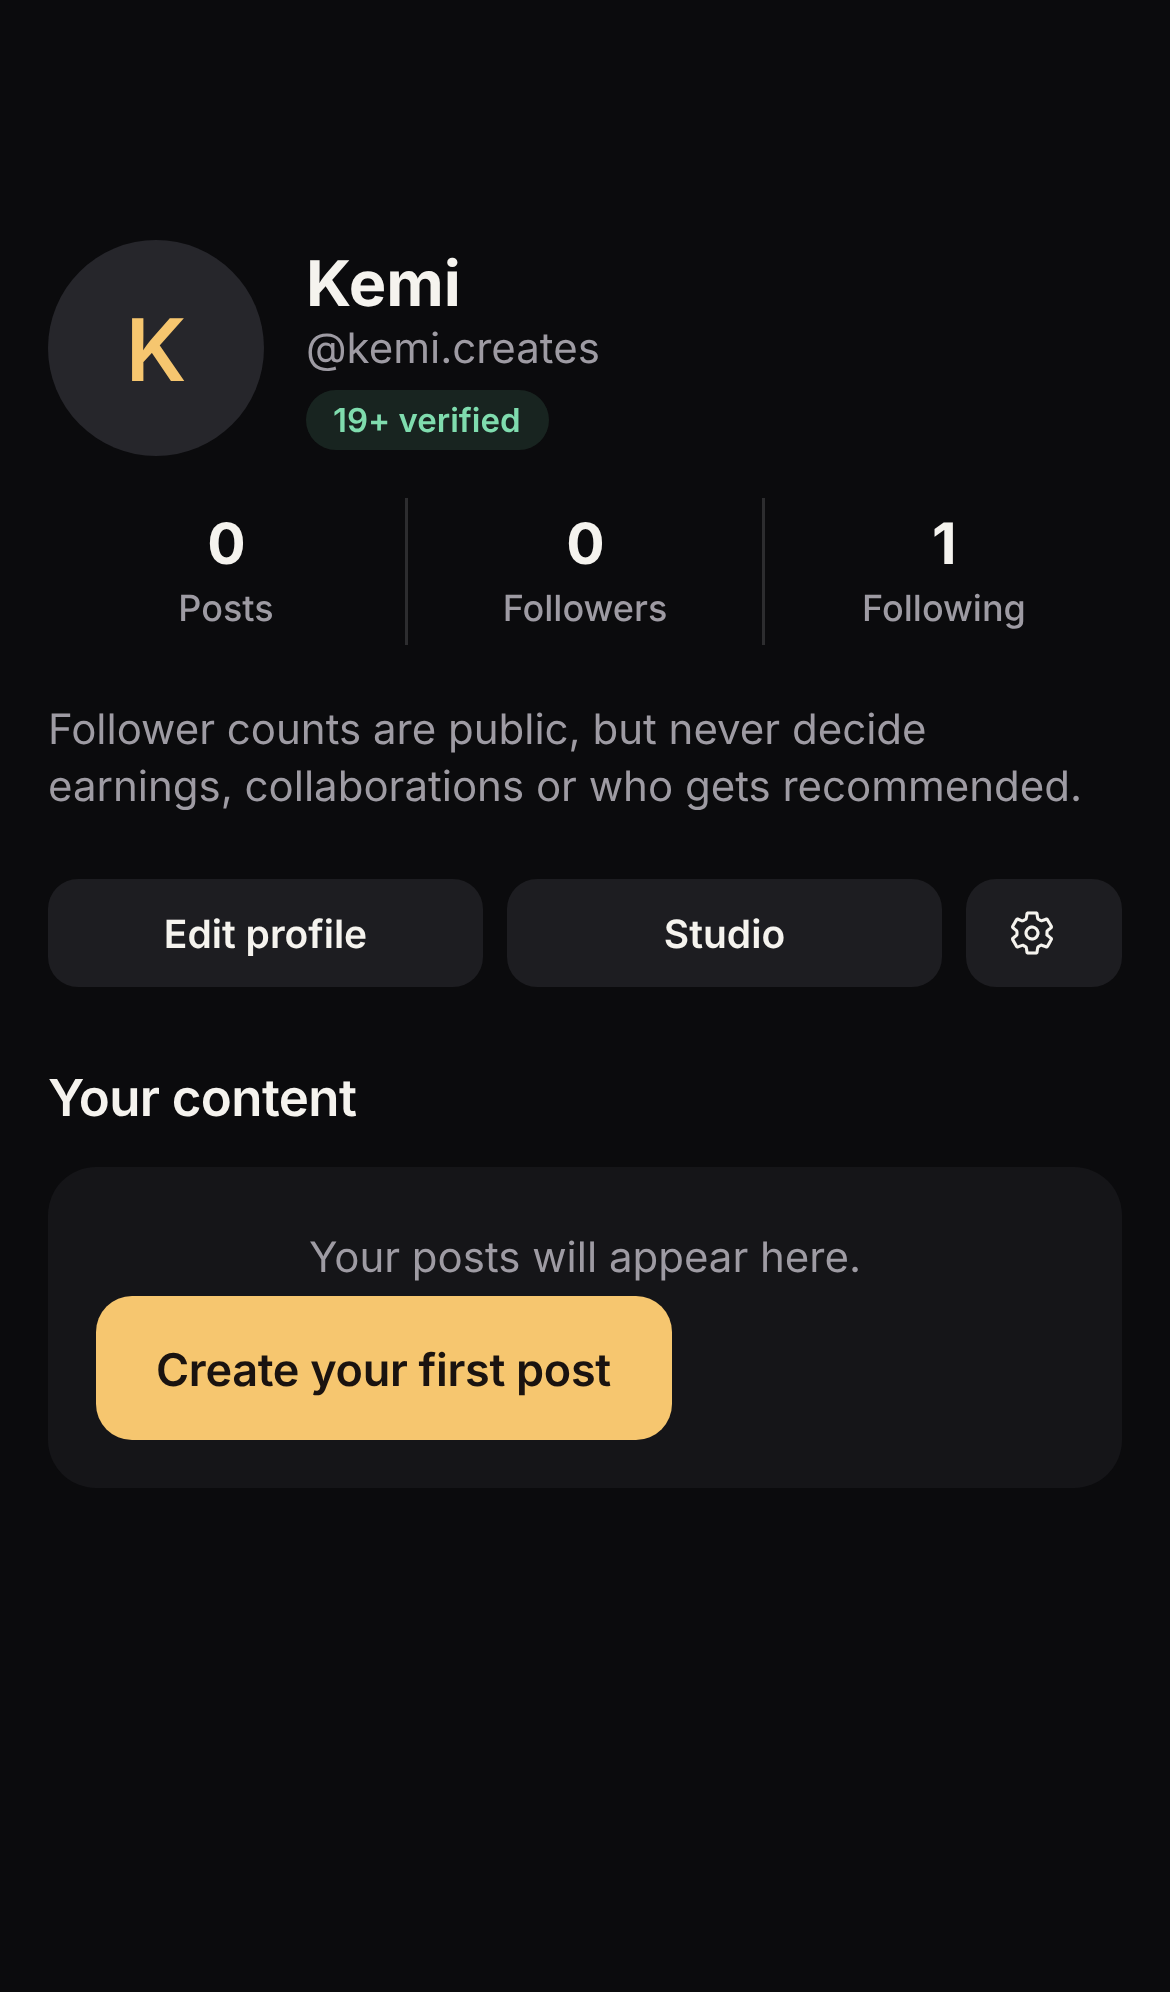 K
Kemi
@kemi.creates
19+ verified
0
Posts
0
Followers
1
Following
Follower counts are public, but never decide
earnings, collaborations or who gets recommended.
Edit profile
Studio
Your content
Your posts will appear here.
Create your first post